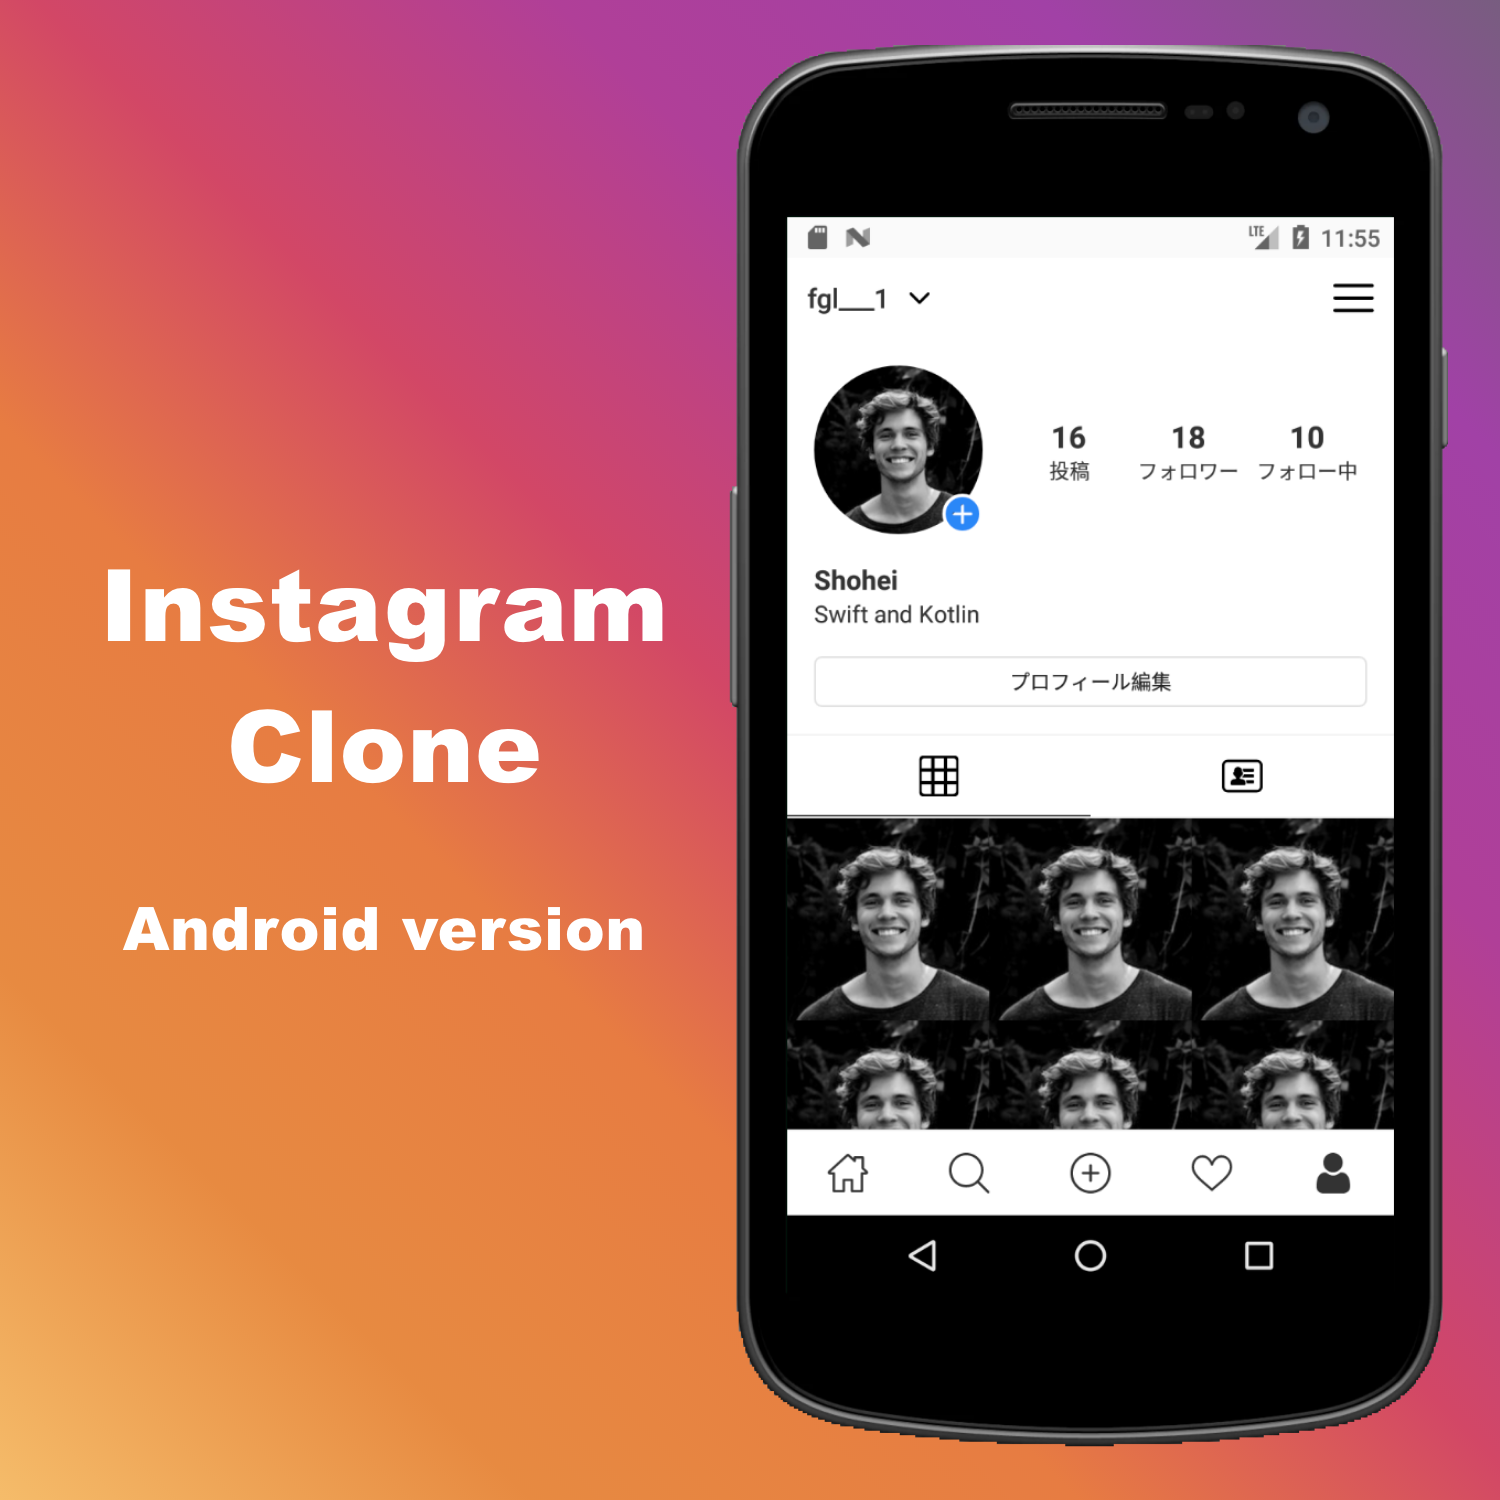 Instagram
Clone
Android version
LTE 11:55
fgl___1
16 18 10
投稿 フォロワー フォロー中
Shohei
Swift and Kotlin
プロフィール編集